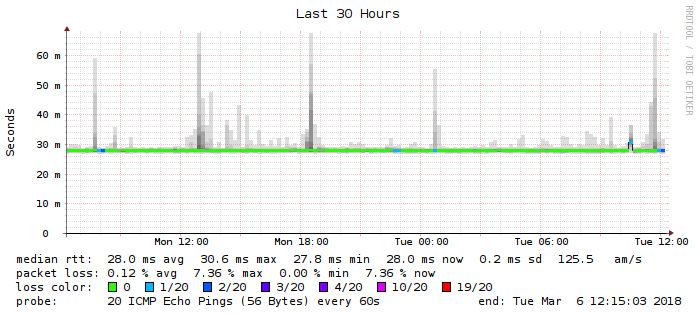 Last 30 Hours
RRDTOOL / TOBI OETIKER
Seconds
60 m
50 m
40 m
30 m
20 m
10 m
0
Mon 12:00 Mon 18:00 Tue 00:00 Tue 06:00 Tue 12:00
median rtt: 28.0 ms avg 30.6 ms max 27.8 ms min 28.0 ms now 0.2 ms sd 125.5 am/s
packet loss: 0.12 % avg 7.36 % max 0.00 % min 7.36 % now
loss color: 0 1/20 2/20 3/20 4/20 10/20 19/20
probe: 20 ICMP Echo Pings (56 Bytes) every 60s end: Tue Mar 6 12:15:03 2018